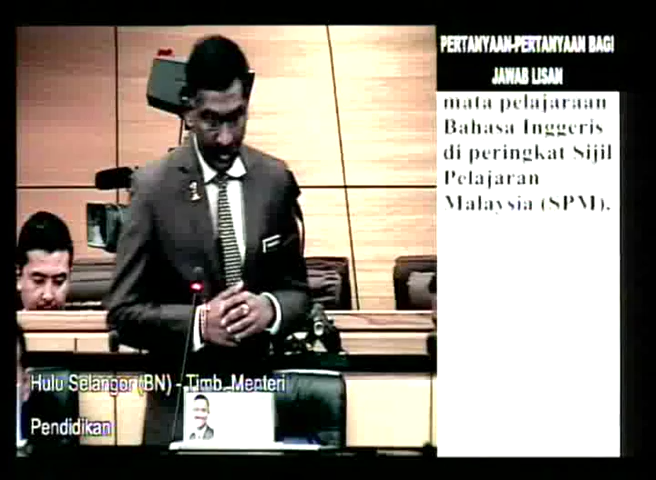 PERTANYAAN-PERTANYAAN BAGI
JAWAB LISAN
mata pelajaraan
Bahasa Inggeris
di peringkat Sijil
Pelajaran
Malaysia (SPM).
Hulu Selangor (BN) - Timb. Menteri
Pendidikan